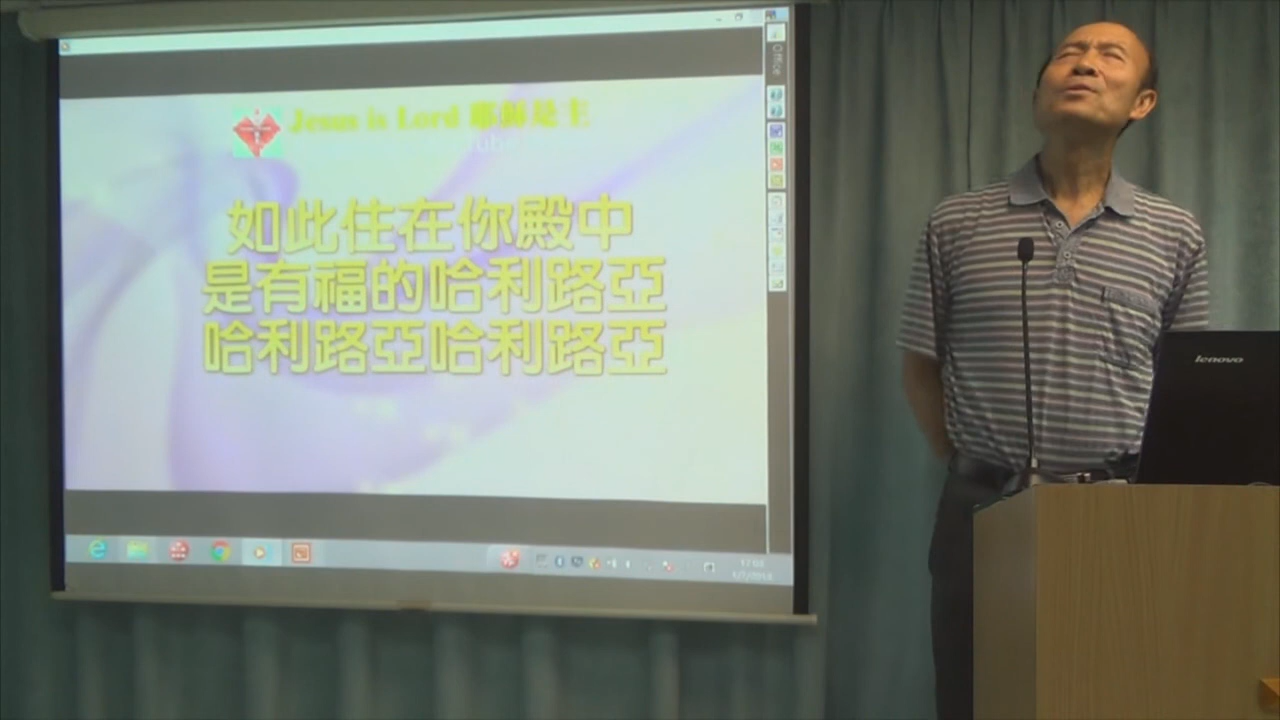 Office
Jesus is Lord 耶穌是主
如此住在你殿中
是有福的哈利路亞
哈利路亞哈利路亞
lenovo